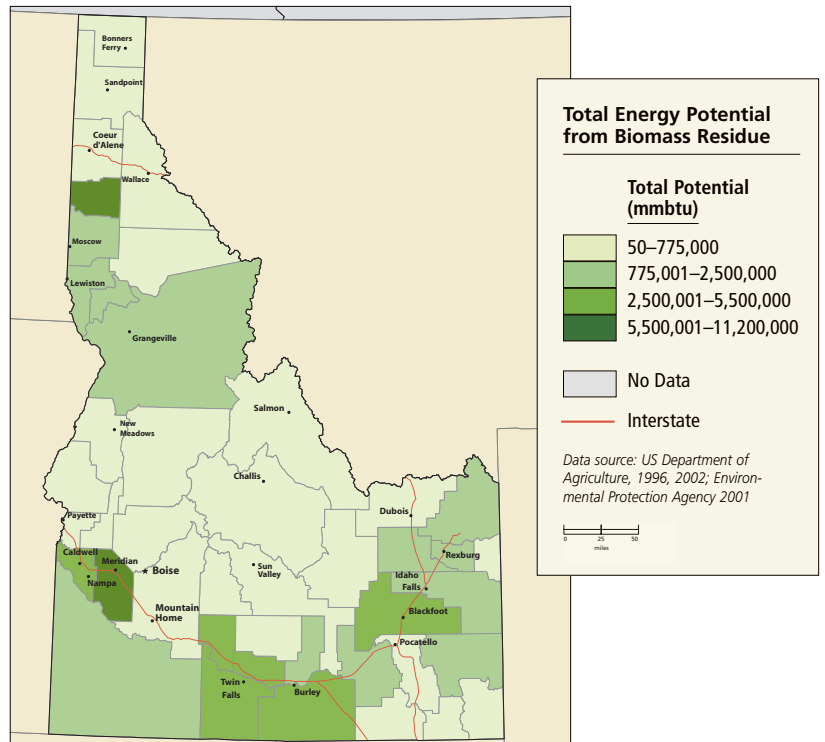 Bonners
Ferry
Sandpoint
Coeur
d'Alene
Wallace
Moscow
Lewiston
Grangeville
Salmon
New
Meadows
Challis
Payette
Dubois
Caldwell
Meridian
Boise
Nampa
Sun
Valley
Rexburg
Idaho
Falls
Mountain
Home
Blackfoot
Pocatello
Twin
Falls
Burley
Total Energy Potential
from Biomass Residue
Total Potential
(mmbtu)
50–775,000
775,001–2,500,000
2,500,001–5,500,000
5,500,001–11,200,000
No Data
Interstate
Data source: US Department of
Agriculture, 1996, 2002; Environ-
mental Protection Agency 2001
0 25 50
miles